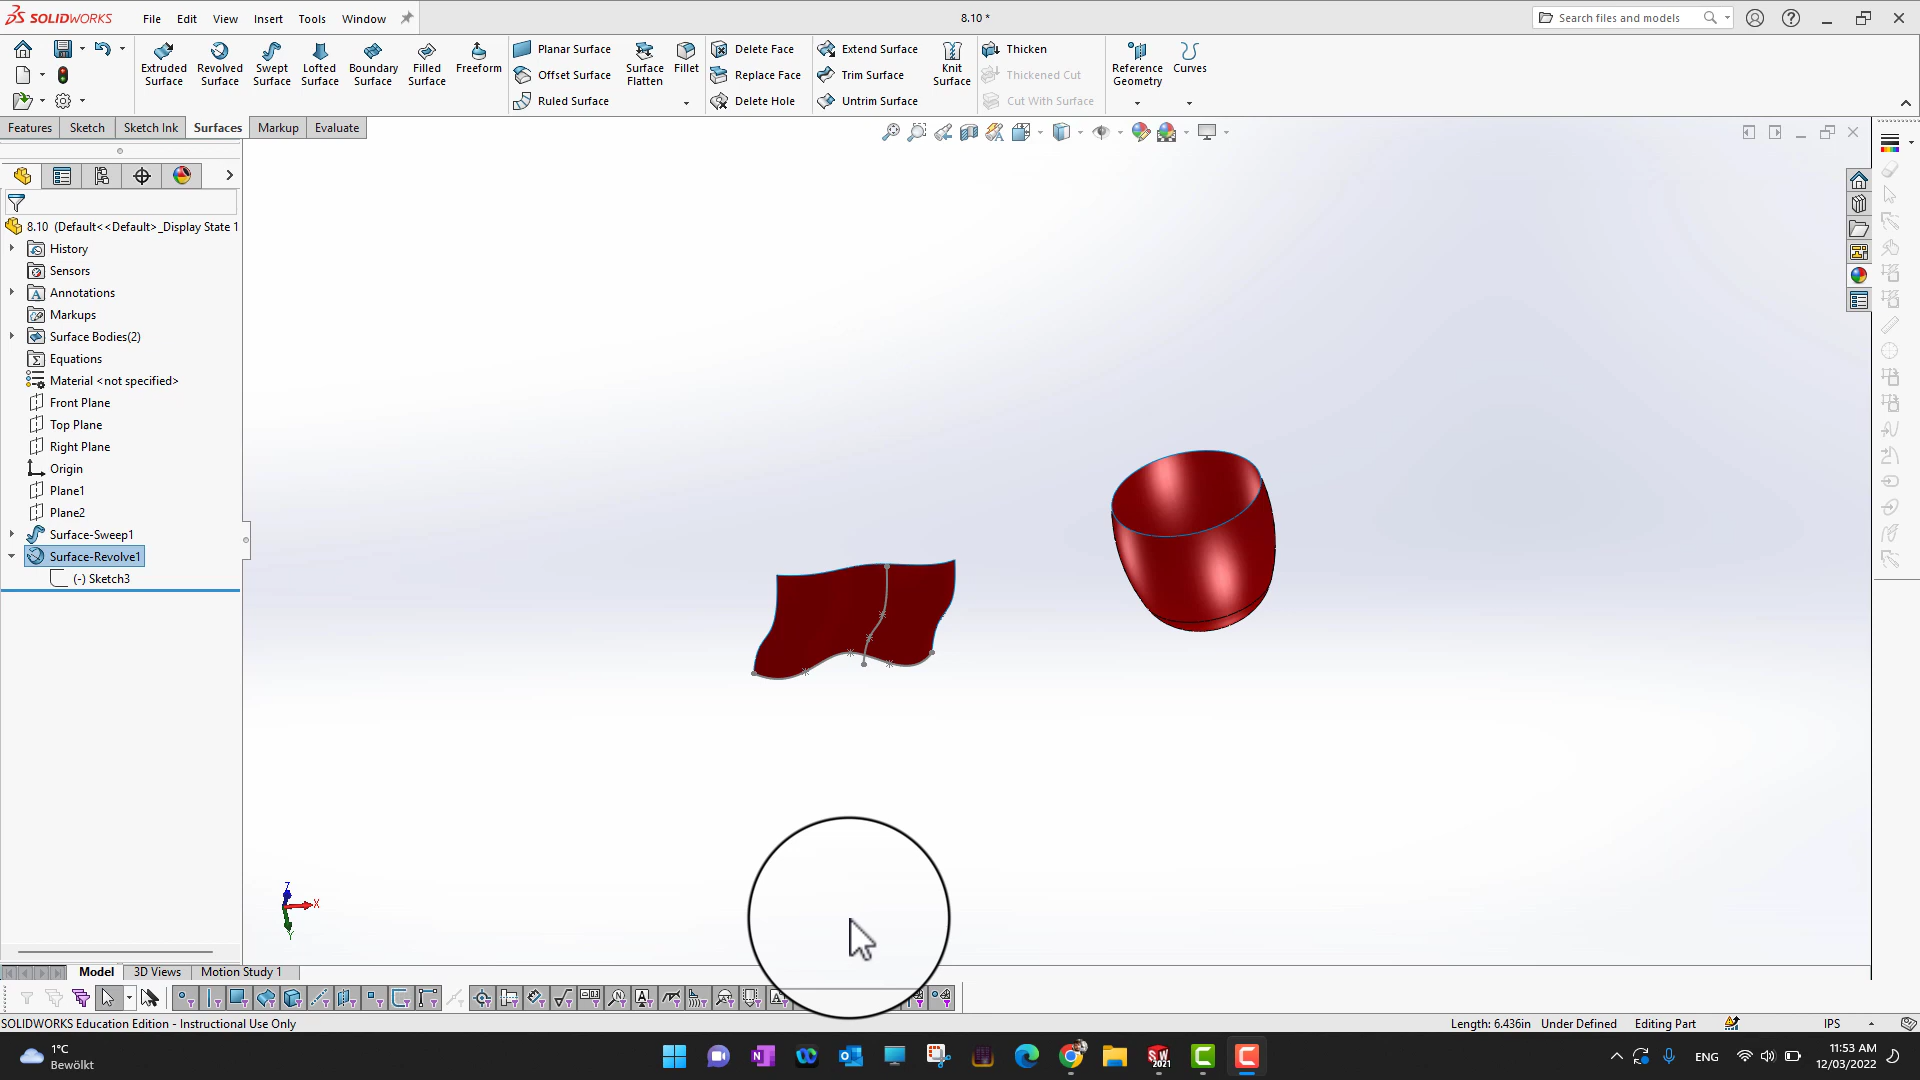 SOLIDWORKS File Edit View Insert Tools Window 8.10 * Search files and models
Extruded Surface
Revolved Surface
Swept Surface
Lofted Surface
Boundary Surface
Filled Surface
Freeform
Planar Surface
Offset Surface
Ruled Surface
Surface Flatten
Fillet
Delete Face
Replace Face
Delete Hole
Extend Surface
Trim Surface
Untrim Surface
Knit Surface
Thicken
Thickened Cut
Cut With Surface
Reference Geometry
Curves
Features Sketch Sketch Ink Surfaces Markup Evaluate
8.10 (Default<<Default>_Display State 1
History
Sensors
Annotations
Markups
Surface Bodies(2)
Equations
Material <not specified>
Front Plane
Top Plane
Right Plane
Origin
Plane1
Plane2
Surface-Sweep1
Surface-Revolve1
(-) Sketch3
Z
X
Y
Model 3D Views Motion Study 1
SOLIDWORKS Education Edition - Instructional Use Only Length: 6.436in Under Defined Editing Part IPS
1°C
Bewölkt
SW
2021
ENG
11:53 AM
12/03/2022